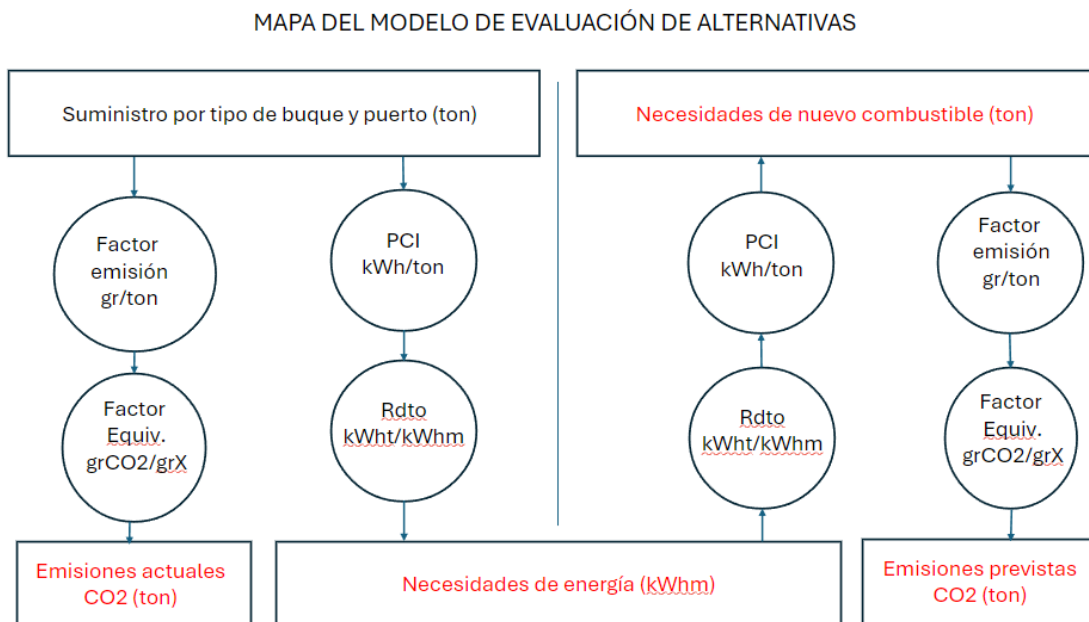 MAPA DEL MODELO DE EVALUACIÓN DE ALTERNATIVAS
Suministro por tipo de buque y puerto (ton)
Necesidades de nuevo combustible (ton)
Factor
emisión
gr/ton
PCI
kWh/ton
PCI
kWh/ton
Factor
emisión
gr/ton
Factor
Equiv.
grCO2/grX
Rdto
kWht/kWhm
Rdto
kWht/kWhm
Factor
Equiv.
grCO2/grX
Emisiones actuales
CO2 (ton)
Necesidades de energía (kWhm)
Emisiones previstas
CO2 (ton)